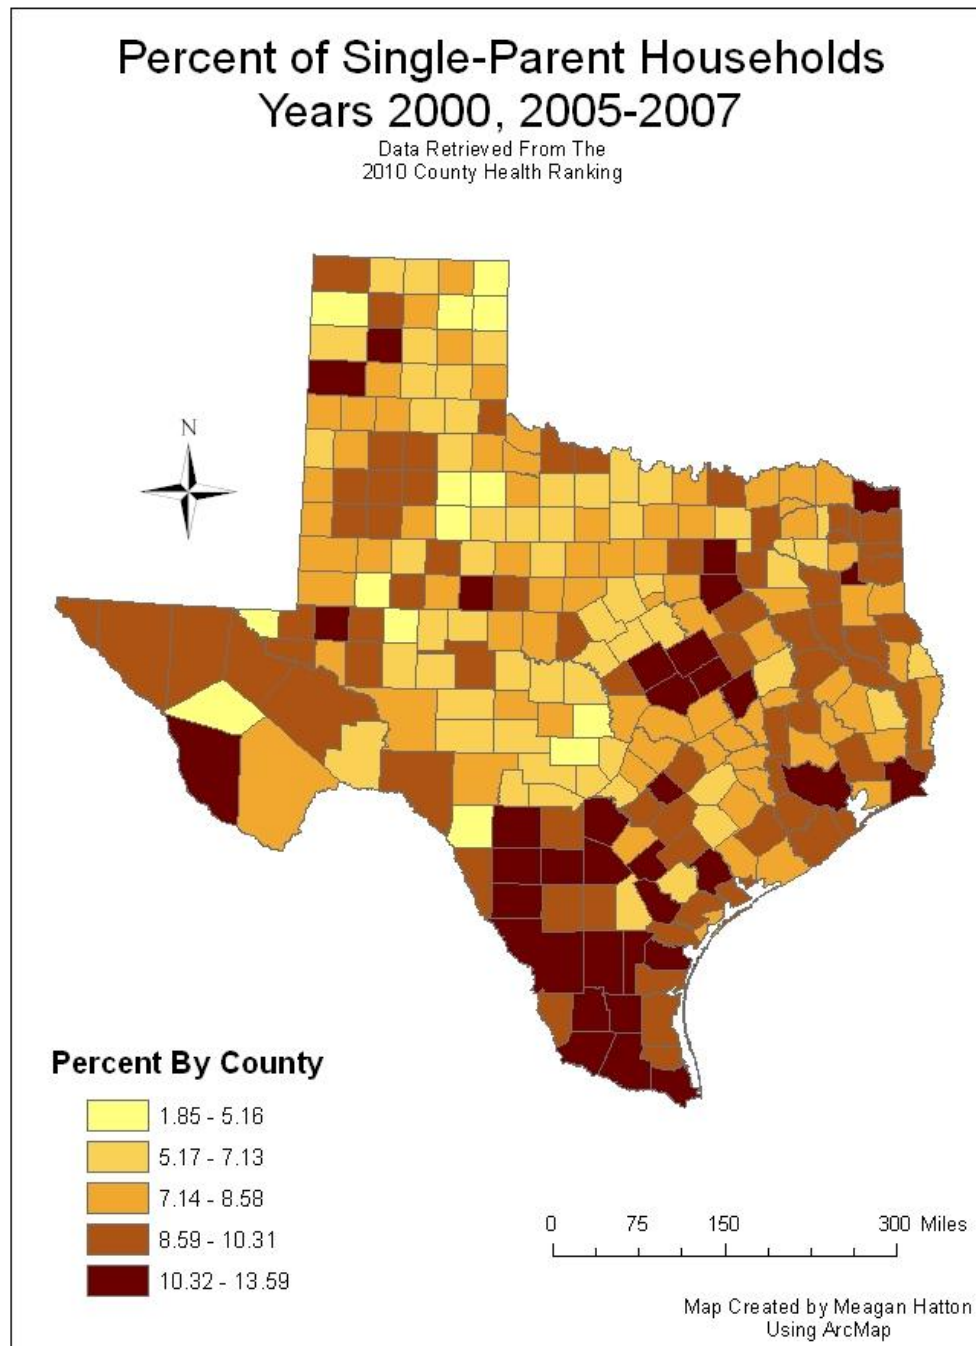 Percent of Single-Parent Households
Years 2000, 2005-2007
Data Retrieved From The
2010 County Health Ranking
N
Percent By County
1.85 - 5.16
5.17 - 7.13
7.14 - 8.58
8.59 - 10.31
10.32 - 13.59
0 75 150 300 Miles
Map Created by Meagan Hatton
Using ArcMap